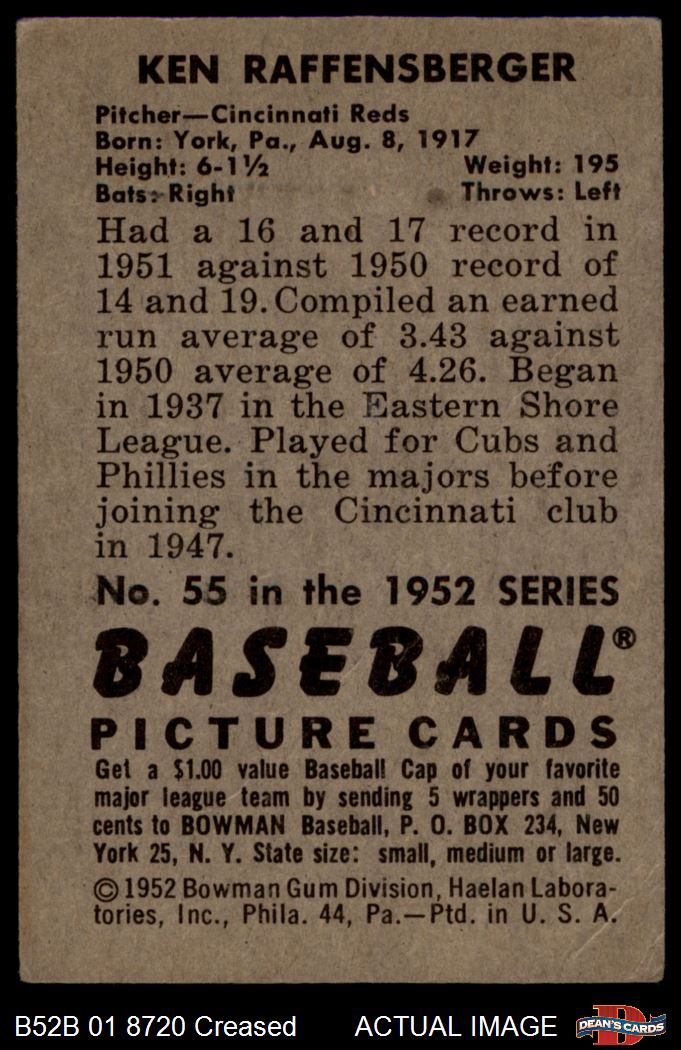 KEN RAFFENSBERGER
Pitcher—Cincinnati Reds
Born: York, Pa., Aug. 8, 1917
Height: 6-1½ Weight: 195
Bats: Right Throws: Left
Had a 16 and 17 record in
1951 against 1950 record of
14 and 19. Compiled an earned
run average of 3.43 against
1950 average of 4.26. Began
in 1937 in the Eastern Shore
League. Played for Cubs and
Phillies in the majors before
joining the Cincinnati club
in 1947.
No. 55 in the 1952 SERIES
BASEBALL®
PICTURE CARDS
Get a $1.00 value Baseball Cap of your favorite
major league team by sending 5 wrappers and 50
cents to BOWMAN Baseball, P. O. BOX 234, New
York 25, N. Y. State size: small, medium or large.
© 1952 Bowman Gum Division, Haelan Labora-
tories, Inc., Phila. 44, Pa.—Ptd. in U. S. A.
B52B 01 8720 Creased ACTUAL IMAGE
D
DEAN'S CARDS